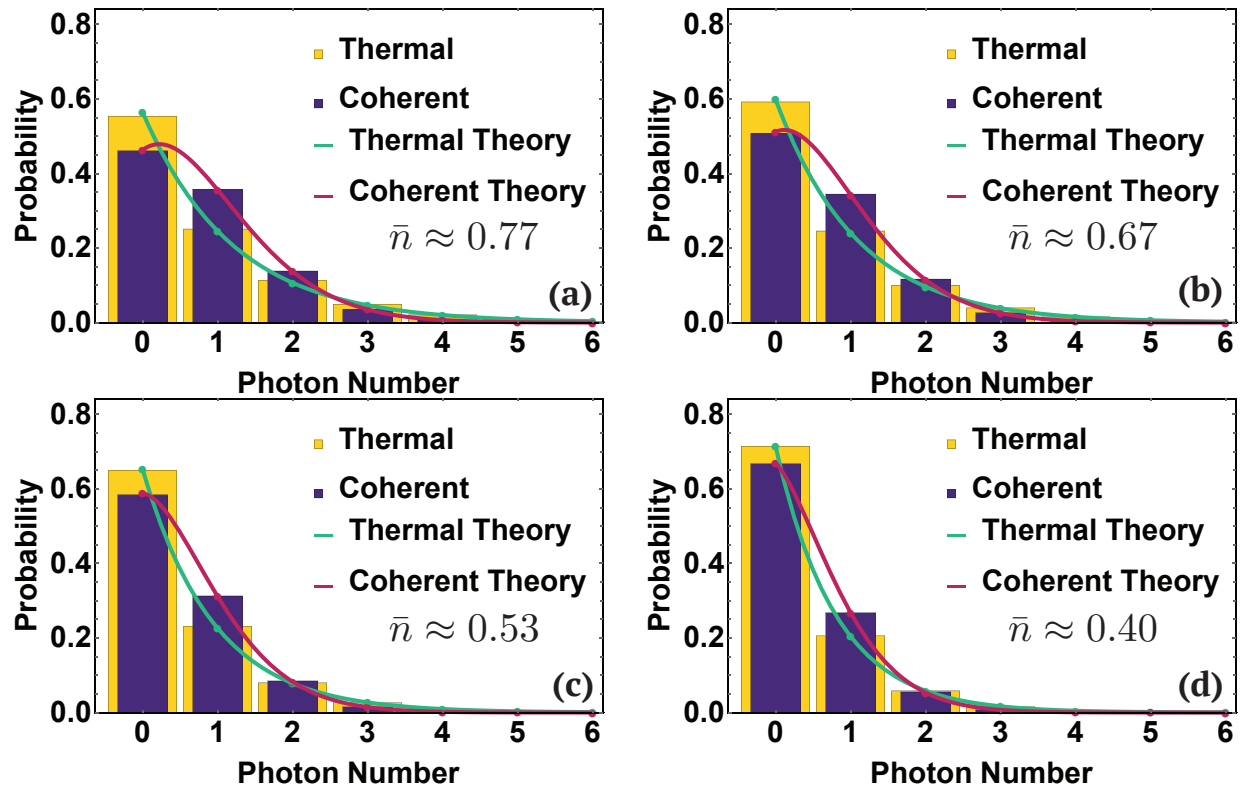 0.8
0.6
0.4
0.2
0.0
Probability
Thermal
Coherent
Thermal Theory
Coherent Theory
n̄ ≈ 0.77
(a)
0 1 2 3 4 5 6
Photon Number
0.8
0.6
0.4
0.2
0.0
Probability
Thermal
Coherent
Thermal Theory
Coherent Theory
n̄ ≈ 0.67
(b)
0 1 2 3 4 5 6
Photon Number
0.8
0.6
0.4
0.2
0.0
Probability
Thermal
Coherent
Thermal Theory
Coherent Theory
n̄ ≈ 0.53
(c)
0 1 2 3 4 5 6
Photon Number
0.8
0.6
0.4
0.2
0.0
Probability
Thermal
Coherent
Thermal Theory
Coherent Theory
n̄ ≈ 0.40
(d)
0 1 2 3 4 5 6
Photon Number